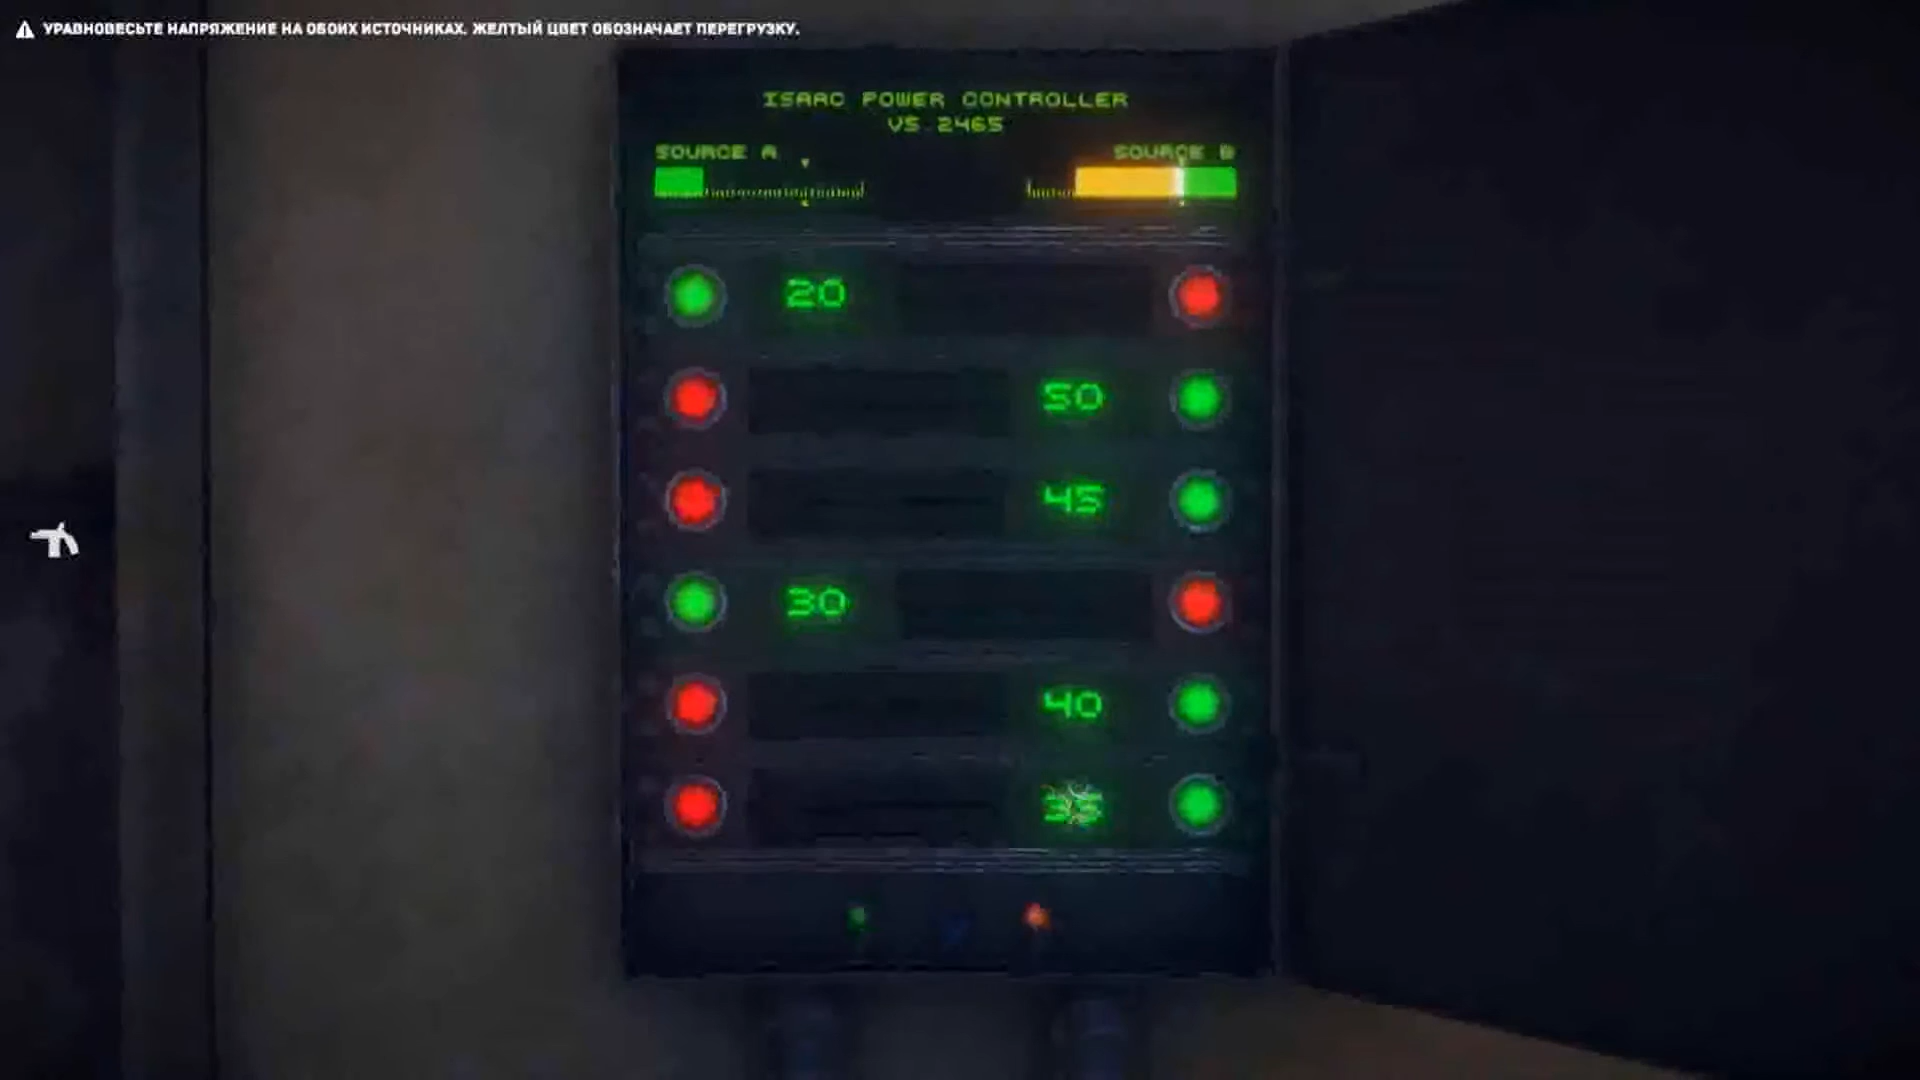 УРАВНОВЕСЬТЕ НАПРЯЖЕНИЕ НА ОБОИХ ИСТОЧНИКАХ. ЖЕЛТЫЙ ЦВЕТ ОБОЗНАЧАЕТ ПЕРЕГРУЗКУ.
ISAAC POWER CONTROLLER
VS 2465
SOURCE A
SOURCE B
20
50
45
30
40
35